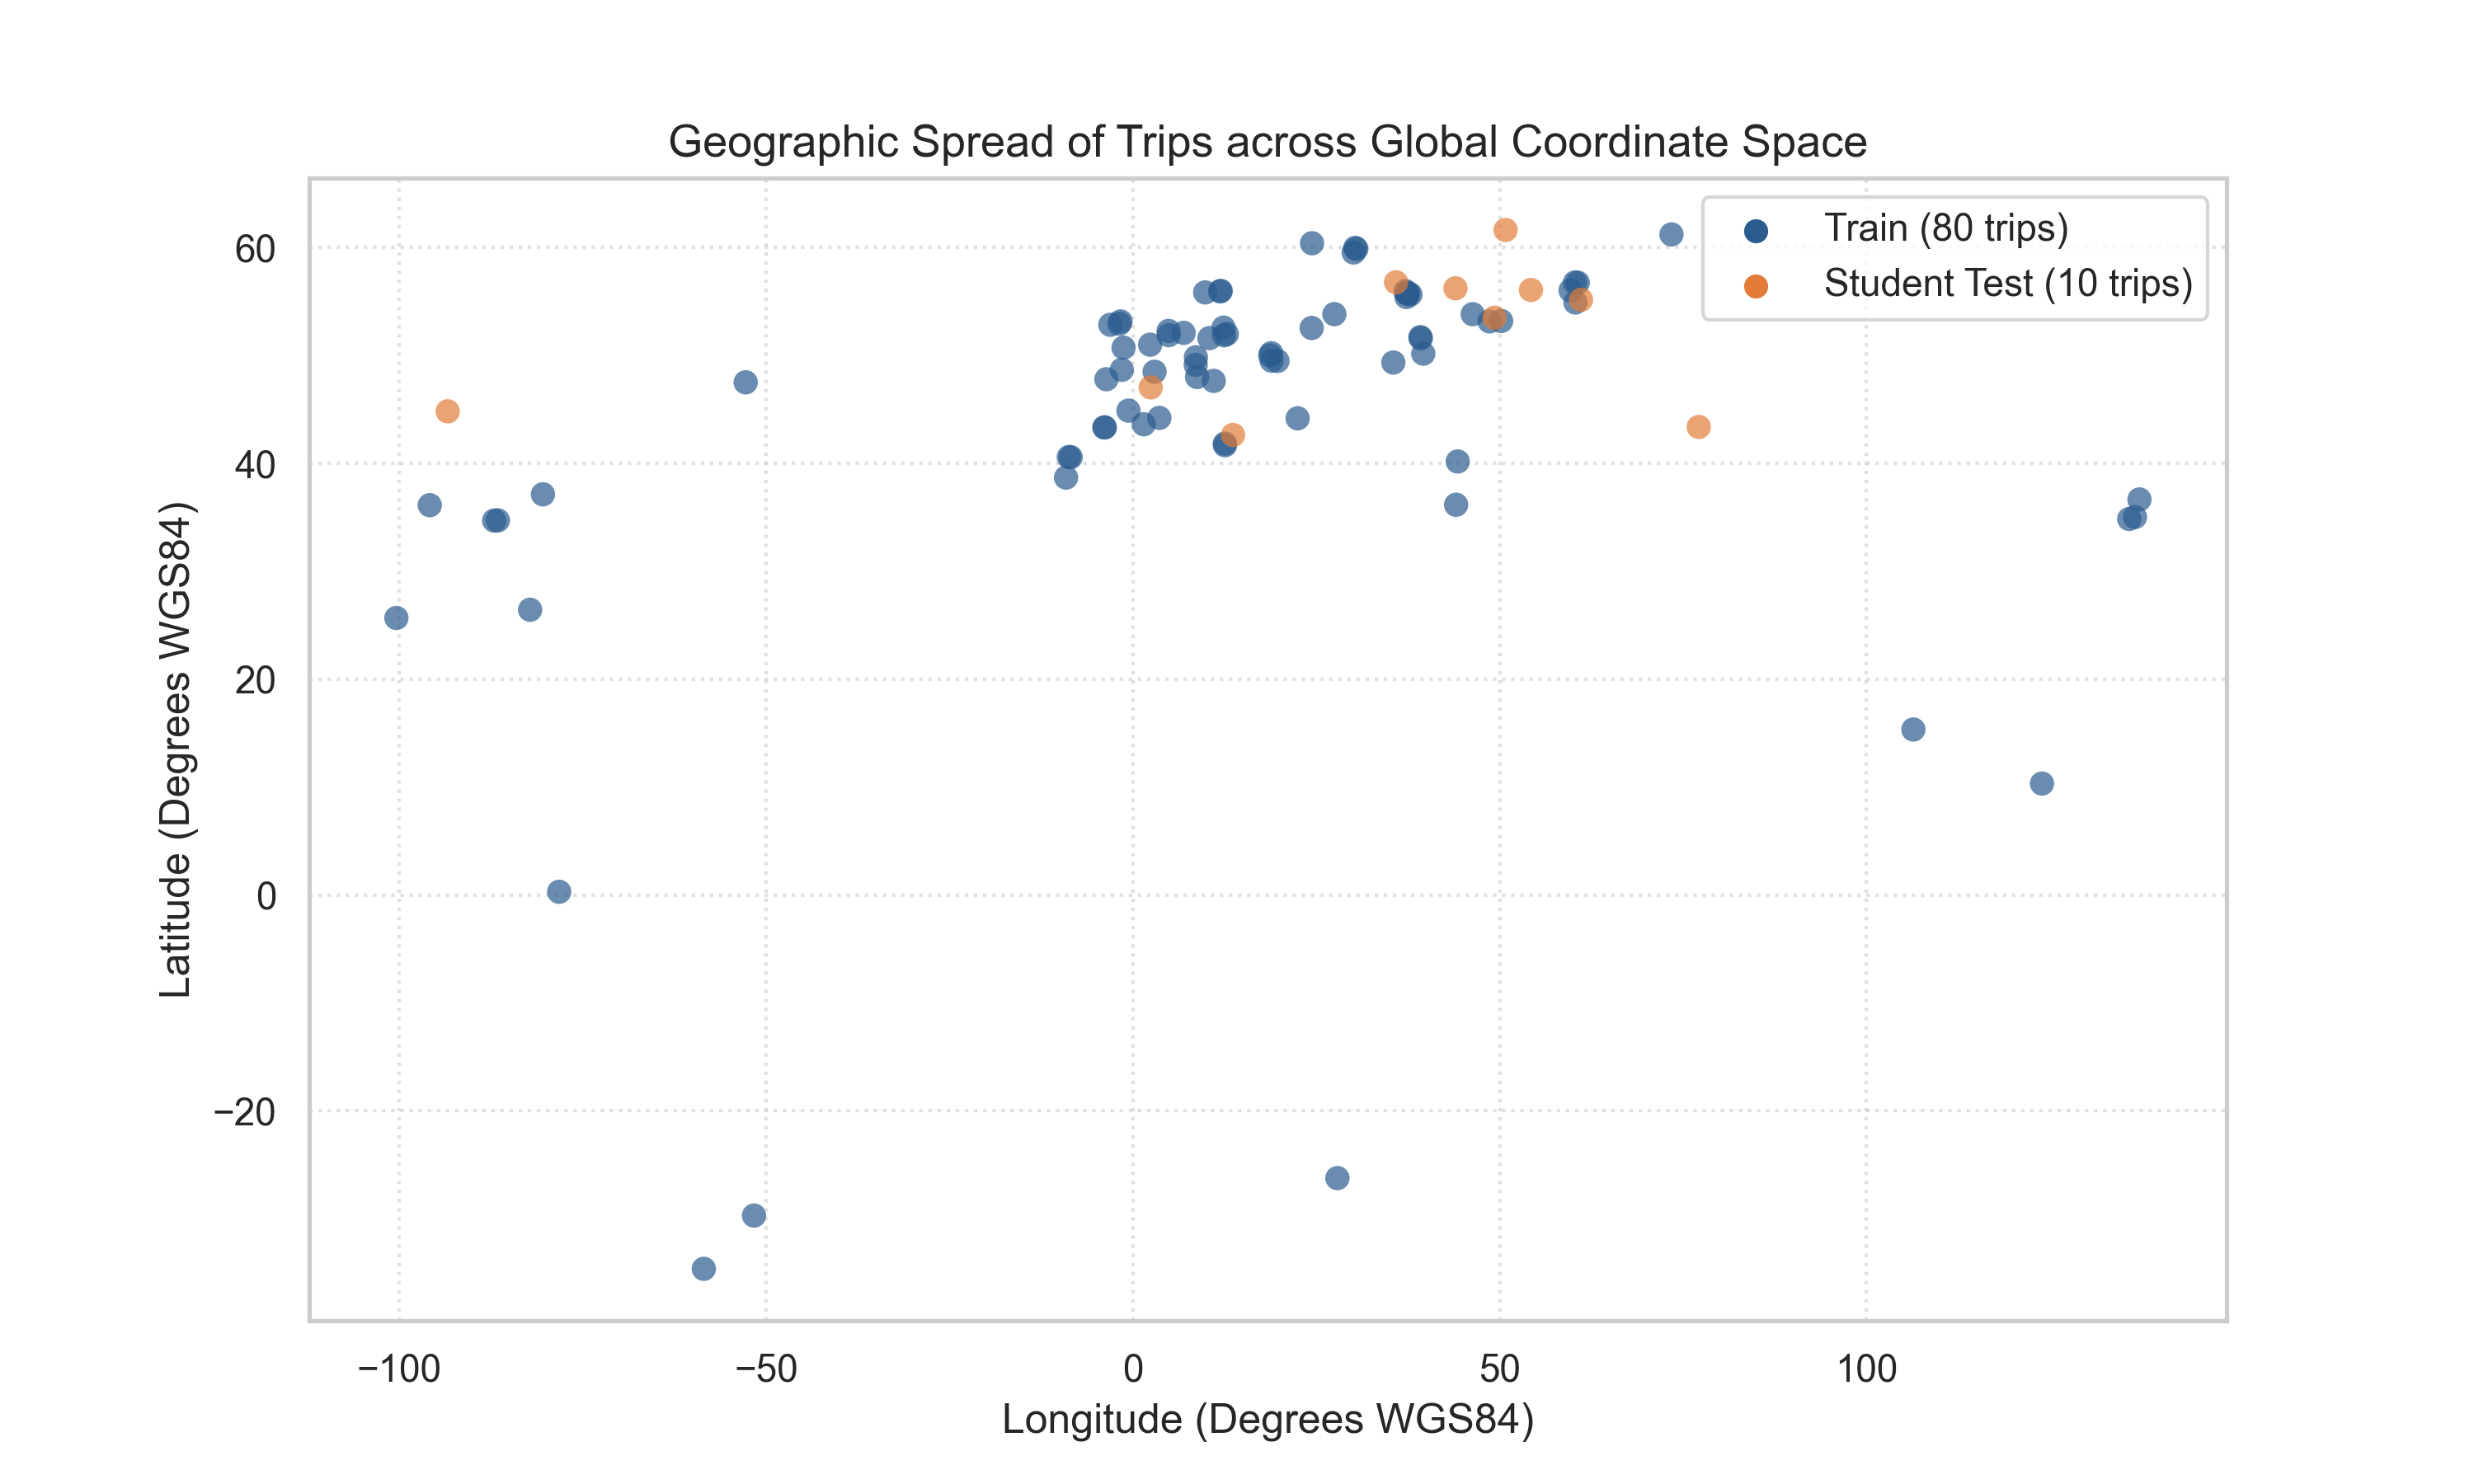 Geographic Spread of Trips across Global Coordinate Space
Train (80 trips)
Student Test (10 trips)
Latitude (Degrees WGS84)
60
40
20
0
−20
−100
−50
0
50
100
Longitude (Degrees WGS84)